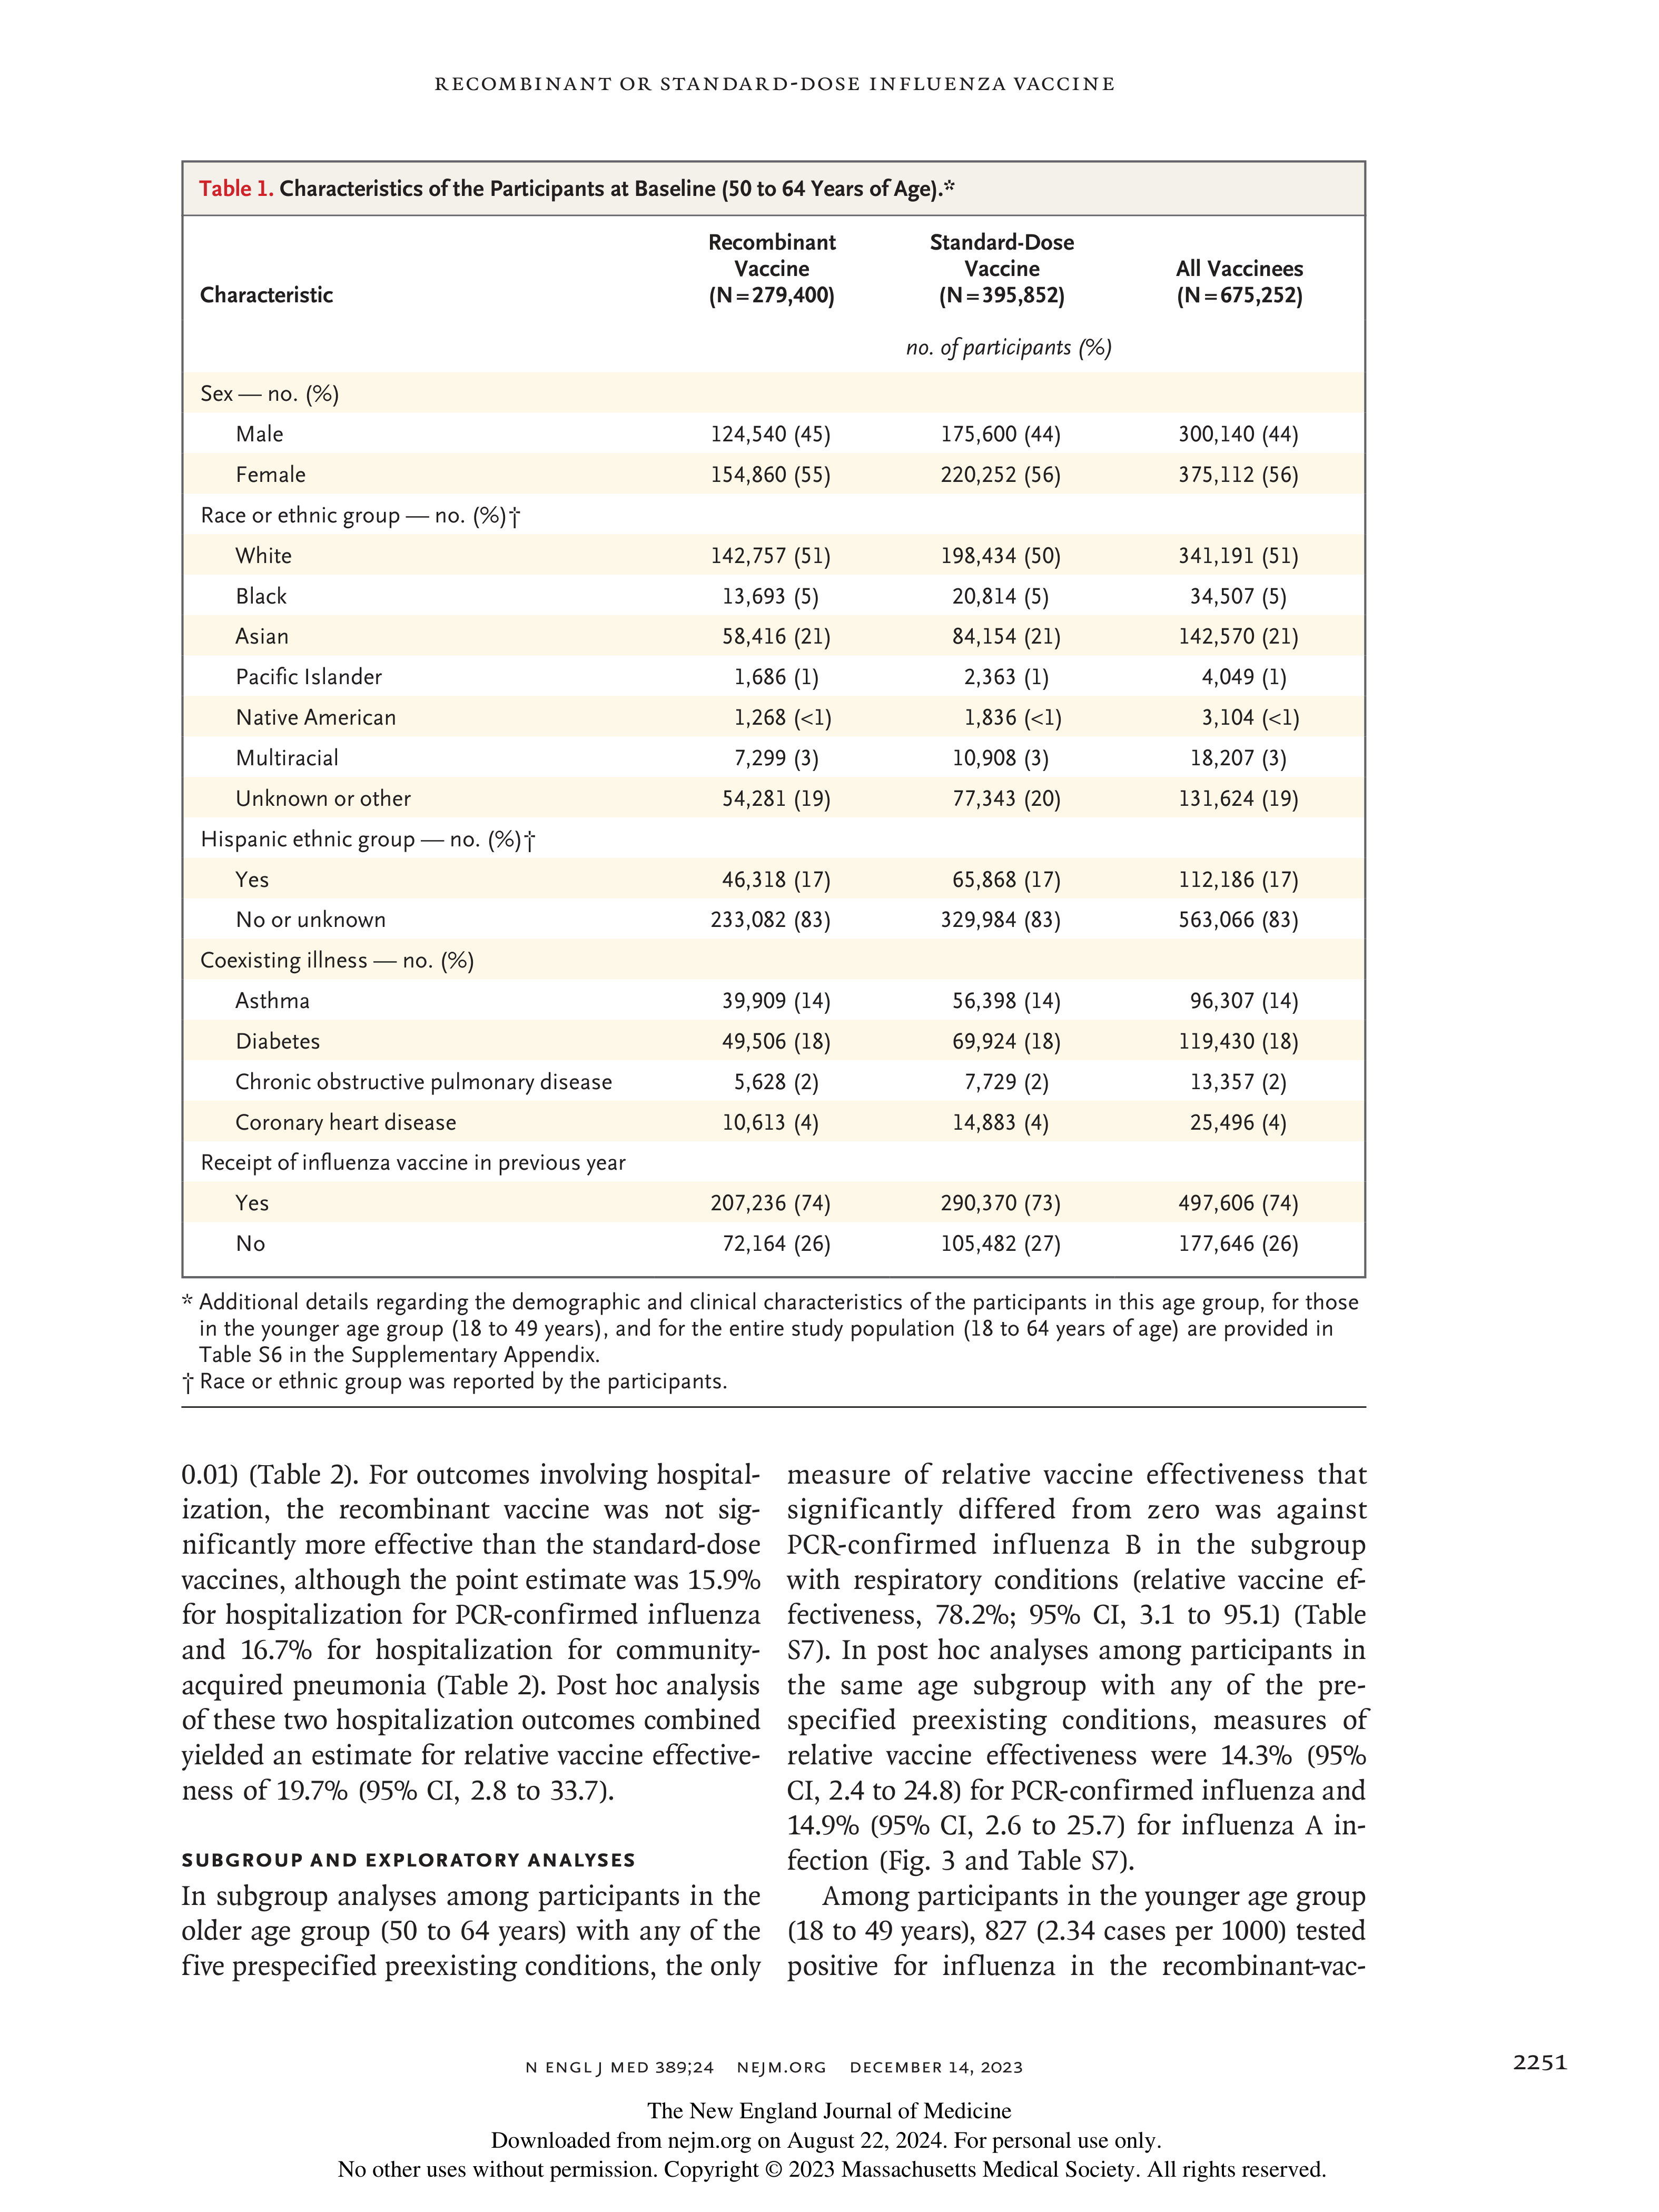 RECOMBINANT OR STANDARD-DOSE INFLUENZA VACCINE
Table 1. Characteristics of the Participants at Baseline (50 to 64 Years of Age).*
Characteristic
Recombinant
Vaccine
(N=279,400)
Standard-Dose
Vaccine
(N=395,852)
All Vaccinees
(N=675,252)
no. of participants (%)
Sex — no. (%)
Male 124,540 (45) 175,600 (44) 300,140 (44)
Female 154,860 (55) 220,252 (56) 375,112 (56)
Race or ethnic group — no. (%)†
White 142,757 (51) 198,434 (50) 341,191 (51)
Black 13,693 (5) 20,814 (5) 34,507 (5)
Asian 58,416 (21) 84,154 (21) 142,570 (21)
Pacific Islander 1,686 (1) 2,363 (1) 4,049 (1)
Native American 1,268 (<1) 1,836 (<1) 3,104 (<1)
Multiracial 7,299 (3) 10,908 (3) 18,207 (3)
Unknown or other 54,281 (19) 77,343 (20) 131,624 (19)
Hispanic ethnic group — no. (%)†
Yes 46,318 (17) 65,868 (17) 112,186 (17)
No or unknown 233,082 (83) 329,984 (83) 563,066 (83)
Coexisting illness — no. (%)
Asthma 39,909 (14) 56,398 (14) 96,307 (14)
Diabetes 49,506 (18) 69,924 (18) 119,430 (18)
Chronic obstructive pulmonary disease 5,628 (2) 7,729 (2) 13,357 (2)
Coronary heart disease 10,613 (4) 14,883 (4) 25,496 (4)
Receipt of influenza vaccine in previous year
Yes 207,236 (74) 290,370 (73) 497,606 (74)
No 72,164 (26) 105,482 (27) 177,646 (26)
* Additional details regarding the demographic and clinical characteristics of the participants in this age group, for those
in the younger age group (18 to 49 years), and for the entire study population (18 to 64 years of age) are provided in
Table S6 in the Supplementary Appendix.
† Race or ethnic group was reported by the participants.
0.01) (Table 2). For outcomes involving hospital-
ization, the recombinant vaccine was not sig-
nificantly more effective than the standard-dose
vaccines, although the point estimate was 15.9%
for hospitalization for PCR-confirmed influenza
and 16.7% for hospitalization for community-
acquired pneumonia (Table 2). Post hoc analysis
of these two hospitalization outcomes combined
yielded an estimate for relative vaccine effective-
ness of 19.7% (95% CI, 2.8 to 33.7).
SUBGROUP AND EXPLORATORY ANALYSES
In subgroup analyses among participants in the
older age group (50 to 64 years) with any of the
five prespecified preexisting conditions, the only
measure of relative vaccine effectiveness that
significantly differed from zero was against
PCR-confirmed influenza B in the subgroup
with respiratory conditions (relative vaccine ef-
fectiveness, 78.2%; 95% CI, 3.1 to 95.1) (Table
S7). In post hoc analyses among participants in
the same age subgroup with any of the pre-
specified preexisting conditions, measures of
relative vaccine effectiveness were 14.3% (95%
CI, 2.4 to 24.8) for PCR-confirmed influenza and
14.9% (95% CI, 2.6 to 25.7) for influenza A in-
fection (Fig. 3 and Table S7).
Among participants in the younger age group
(18 to 49 years), 827 (2.34 cases per 1000) tested
positive for influenza in the recombinant-vac-
N ENGL J MED 389;24 NEJM.ORG DECEMBER 14, 2023 2251
The New England Journal of Medicine
Downloaded from nejm.org on August 22, 2024. For personal use only.
No other uses without permission. Copyright © 2023 Massachusetts Medical Society. All rights reserved.